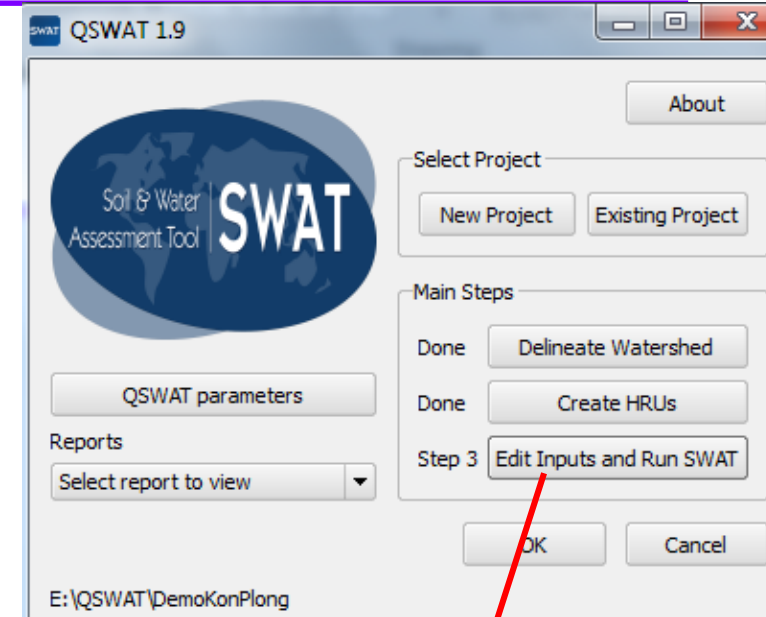 SWAT QSWAT 1.9
About
Soil & Water
Assessment Tool
SWAT
Select Project
New Project Existing Project
Main Steps
Done Delineate Watershed
Done Create HRUs
Step 3 Edit Inputs and Run SWAT
QSWAT parameters
Reports
Select report to view
OK Cancel
E:\QSWAT\DemoKonPlong